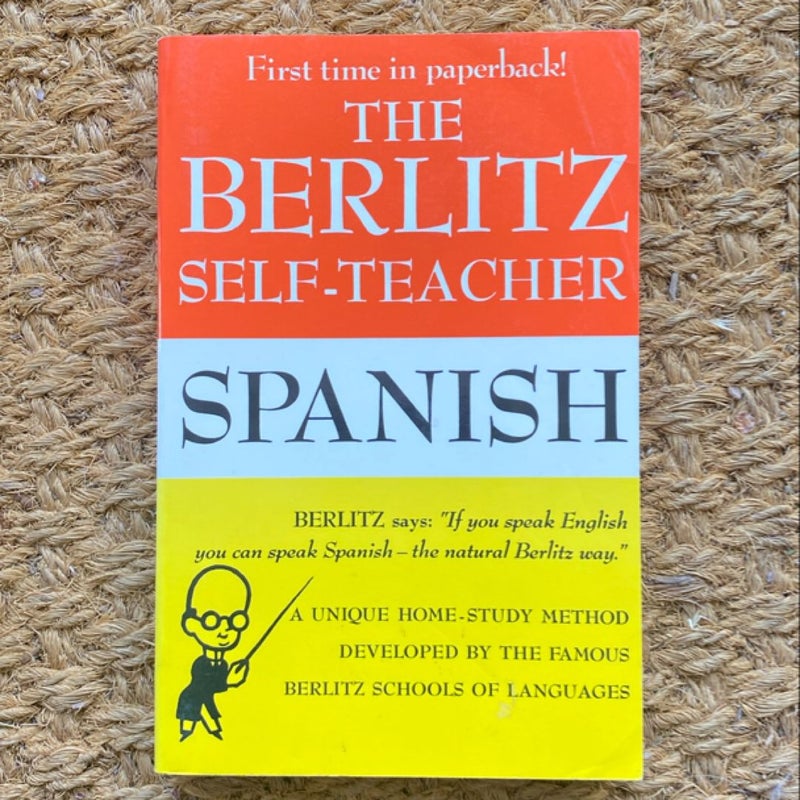 First time in paperback!
THE
BERLITZ
SELF-TEACHER
SPANISH
BERLITZ says: "If you speak English
you can speak Spanish – the natural Berlitz way."
A UNIQUE HOME-STUDY METHOD
DEVELOPED BY THE FAMOUS
BERLITZ SCHOOLS OF LANGUAGES